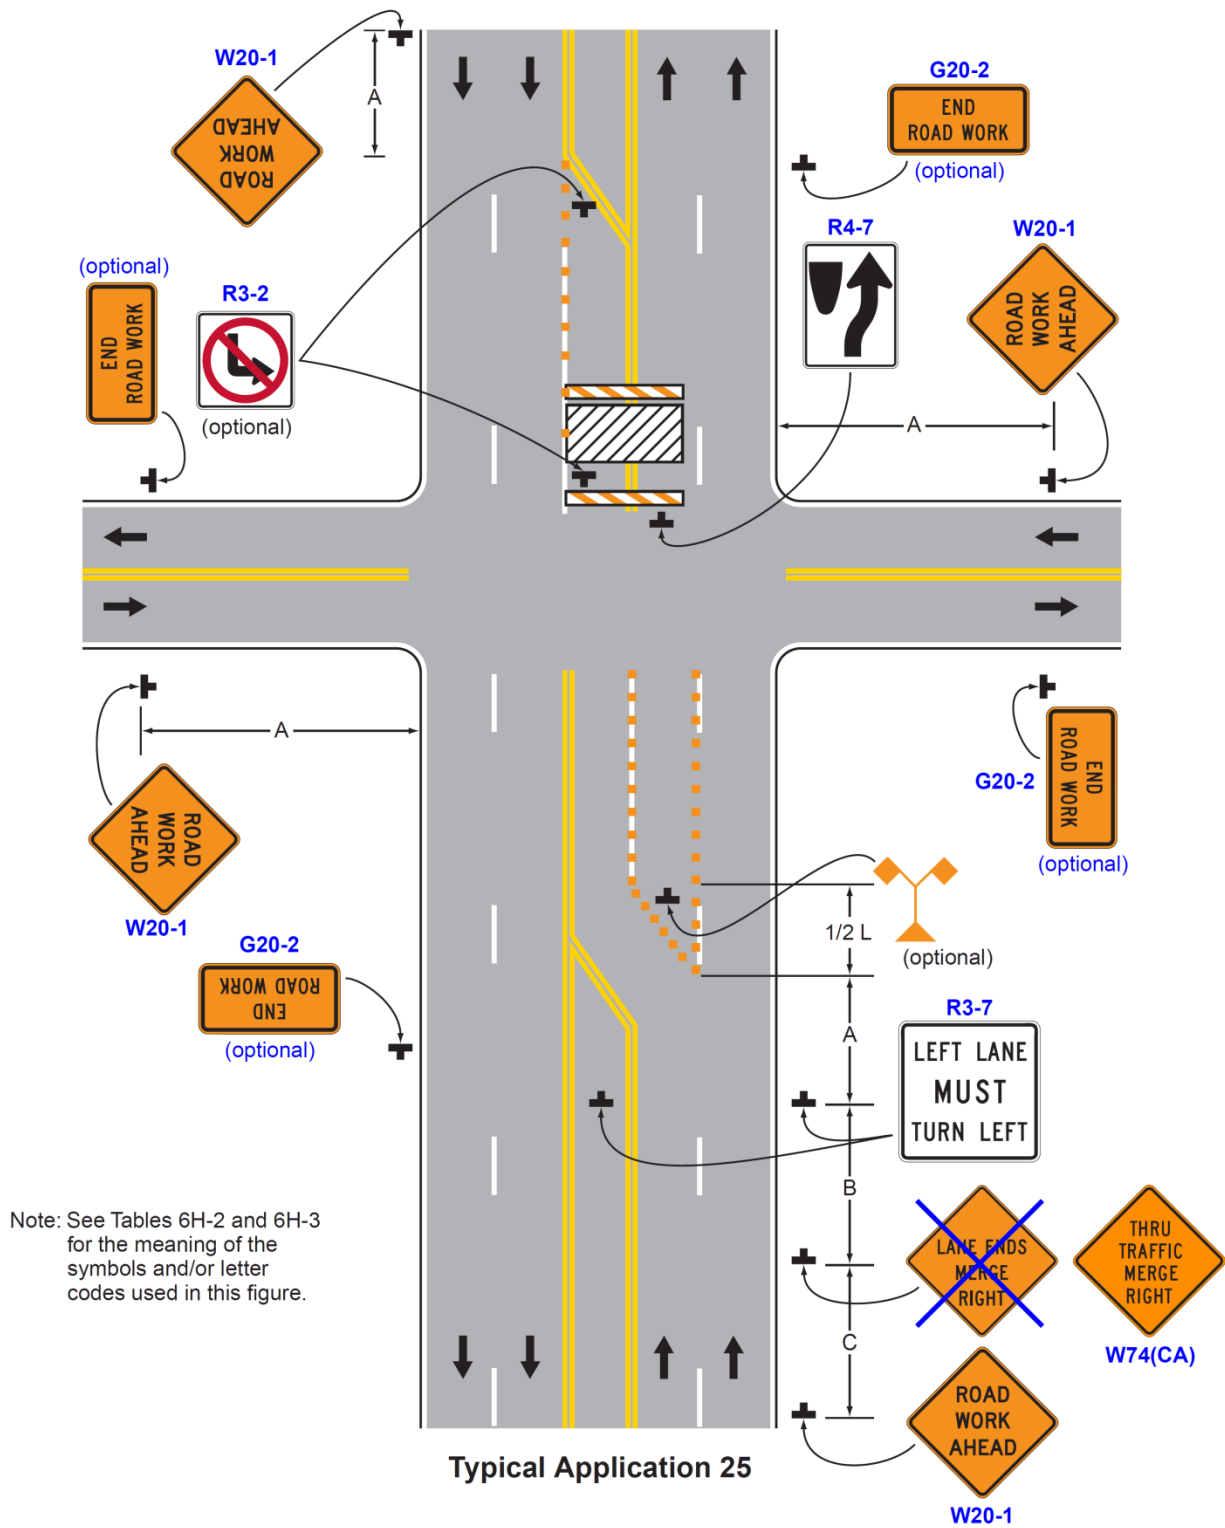 W20-1
ROAD
WORK
AHEAD
A
G20-2
END
ROAD WORK
(optional)
R4-7
W20-1
ROAD
WORK
AHEAD
(optional)
END
ROAD WORK
R3-2
(optional)
A
A
ROAD
WORK
AHEAD
W20-1
END
ROAD WORK
G20-2
(optional)
G20-2
END
ROAD WORK
(optional)
1/2 L
(optional)
A
R3-7
LEFT LANE
MUST
TURN LEFT
B
LANE ENDS
MERGE
RIGHT
THRU
TRAFFIC
MERGE
RIGHT
W74(CA)
C
ROAD
WORK
AHEAD
W20-1
Note: See Tables 6H-2 and 6H-3
for the meaning of the
symbols and/or letter
codes used in this figure.
Typical Application 25